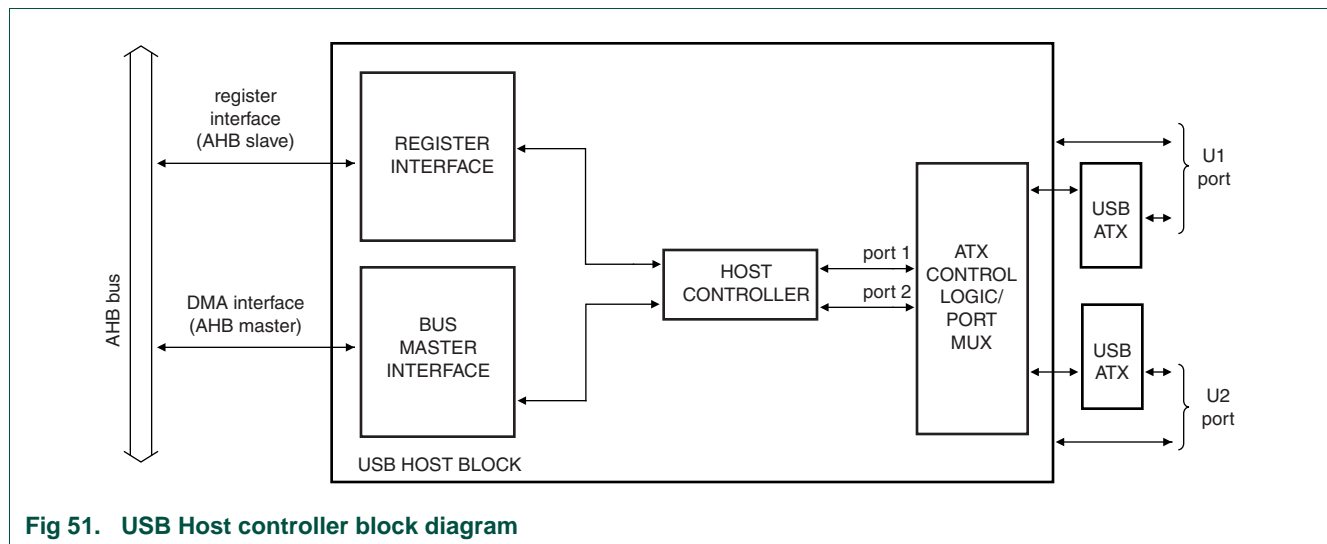 AHB bus
register
interface
(AHB slave)
DMA interface
(AHB master)
REGISTER
INTERFACE
BUS
MASTER
INTERFACE
USB HOST BLOCK
HOST
CONTROLLER
port 1
port 2
ATX
CONTROL
LOGIC/
PORT
MUX
USB
ATX
U1
port
USB
ATX
U2
port
Fig 51. USB Host controller block diagram